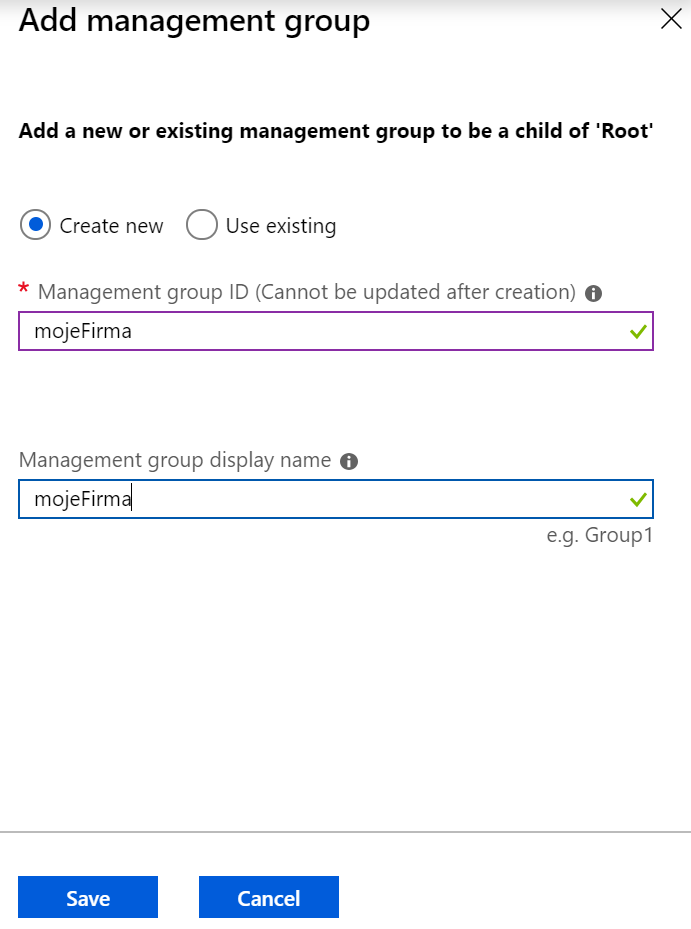 Add management group
Add a new or existing management group to be a child of 'Root'
Create new Use existing
* Management group ID (Cannot be updated after creation)
mojeFirma
Management group display name
mojeFirma
e.g. Group1
Save Cancel